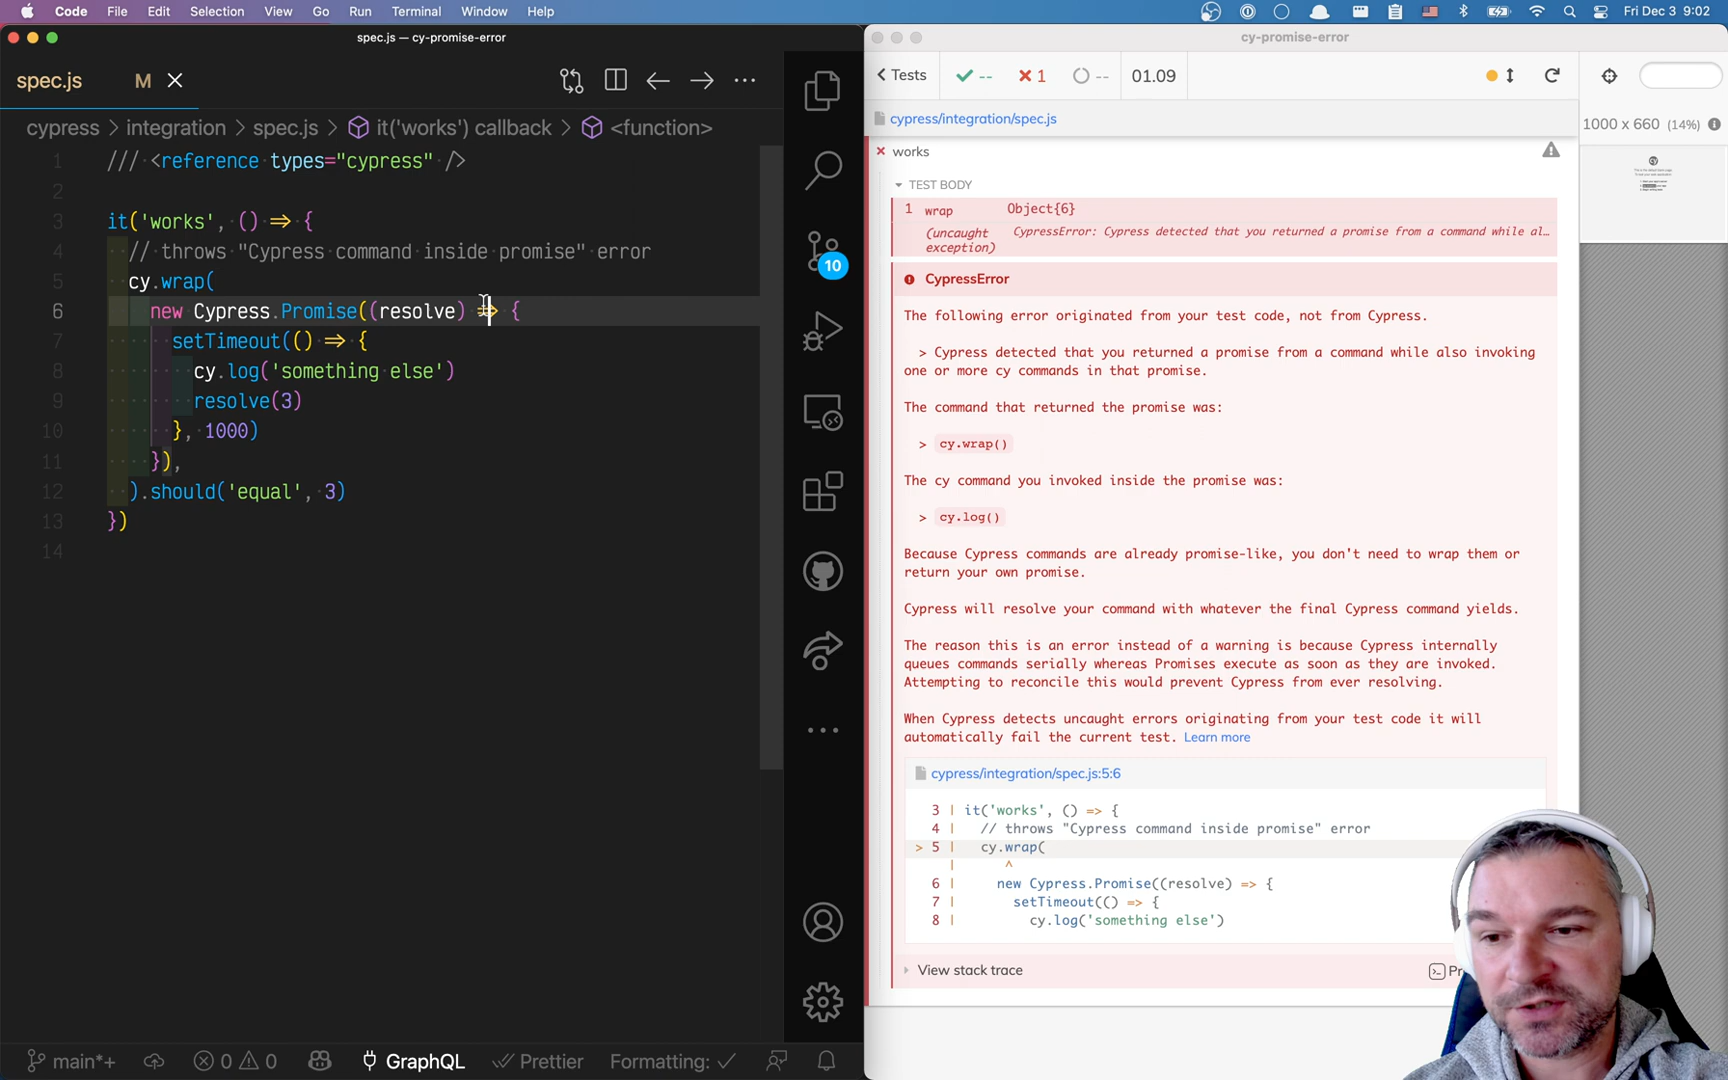 Code File Edit Selection View Go Run Terminal Window Help Fri Dec 3 9:02
spec.js — cy-promise-error
spec.js M
cypress > integration > spec.js > it('works') callback > <function>
1 /// <reference types="cypress" />
2
3 it('works', () => {
4 // throws "Cypress command inside promise" error
5 cy.wrap(
6 new Cypress.Promise((resolve) => {
7 setTimeout(() => {
8 cy.log('something else')
9 resolve(3)
10 }, 1000)
11 }),
12 ).should('equal', 3)
13 })
14
10
main*+ 0 0 GraphQL Prettier Formatting:
cy-promise-error
< Tests -- 1 -- 01.09
cypress/integration/spec.js
1000 x 660 (14%)
works
TEST BODY
1 wrap Object{6}
(uncaught exception) CypressError: Cypress detected that you returned a promise from a command while al…
CypressError
The following error originated from your test code, not from Cypress.
> Cypress detected that you returned a promise from a command while also invoking
one or more cy commands in that promise.
The command that returned the promise was:
> cy.wrap()
The cy command you invoked inside the promise was:
> cy.log()
Because Cypress commands are already promise-like, you don't need to wrap them or
return your own promise.
Cypress will resolve your command with whatever the final Cypress command yields.
The reason this is an error instead of a warning is because Cypress internally
queues commands serially whereas Promises execute as soon as they are invoked.
Attempting to reconcile this would prevent Cypress from ever resolving.
When Cypress detects uncaught errors originating from your test code it will
automatically fail the current test. Learn more
cypress/integration/spec.js:5:6
3 | it('works', () => {
4 | // throws "Cypress command inside promise" error
> 5 | cy.wrap(
| ^
6 | new Cypress.Promise((resolve) => {
7 | setTimeout(() => {
8 | cy.log('something else')
View stack trace